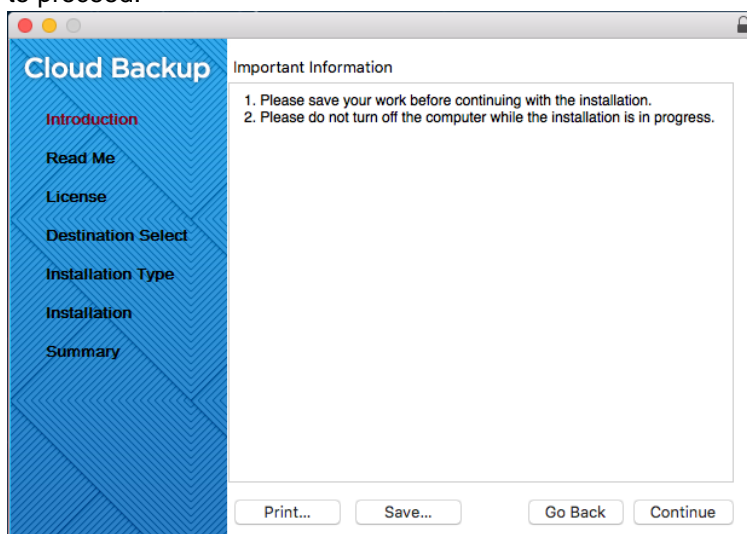 to proceed.
Cloud Backup
Introduction
Read Me
License
Destination Select
Installation Type
Installation
Summary
Important Information
1. Please save your work before continuing with the installation.
2. Please do not turn off the computer while the installation is in progress.
Print...
Save...
Go Back
Continue